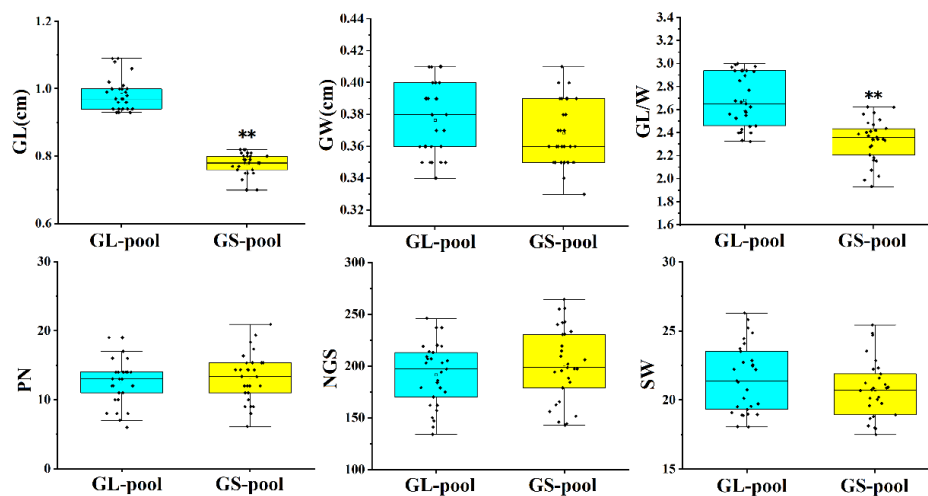 GL(cm)
1.2
1.0
0.8
0.6
**
GL-pool
GS-pool
GW(cm)
0.44
0.42
0.40
0.38
0.36
0.34
0.32
GL-pool
GS-pool
GL/W
3.4
3.2
3.0
2.8
2.6
2.4
2.2
2.0
1.8
1.6
**
GL-pool
GS-pool
PN
30
20
10
0
GL-pool
GS-pool
NGS
300
250
200
150
100
GL-pool
GS-pool
SW
30
25
20
15
GL-pool
GS-pool